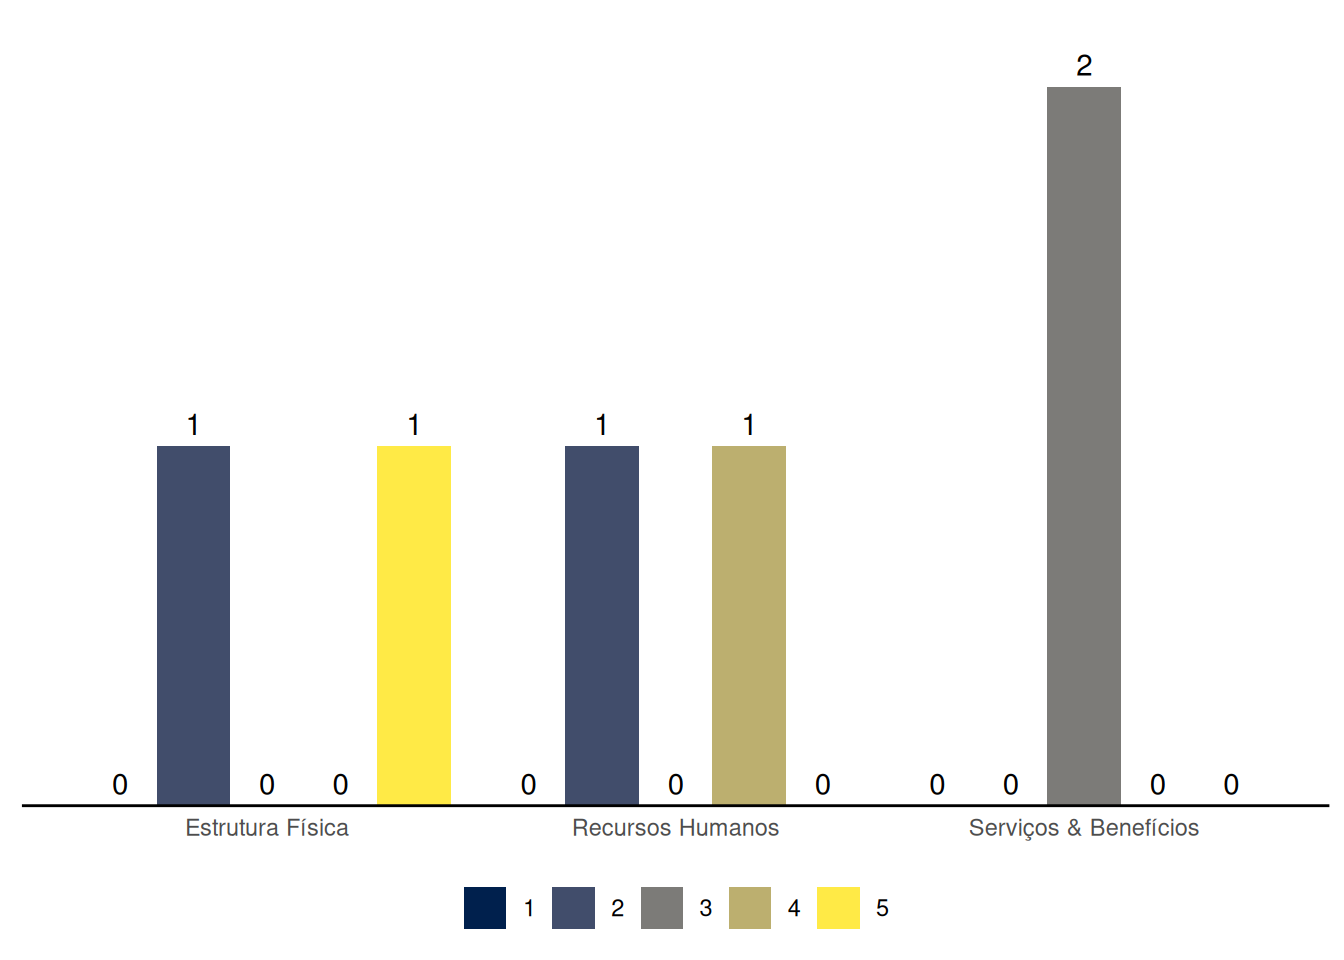 2
1 1 1 1
0 0 0 0 0 0 0 0 0 0
Estrutura Física Recursos Humanos Serviços & Benefícios
1 2 3 4 5